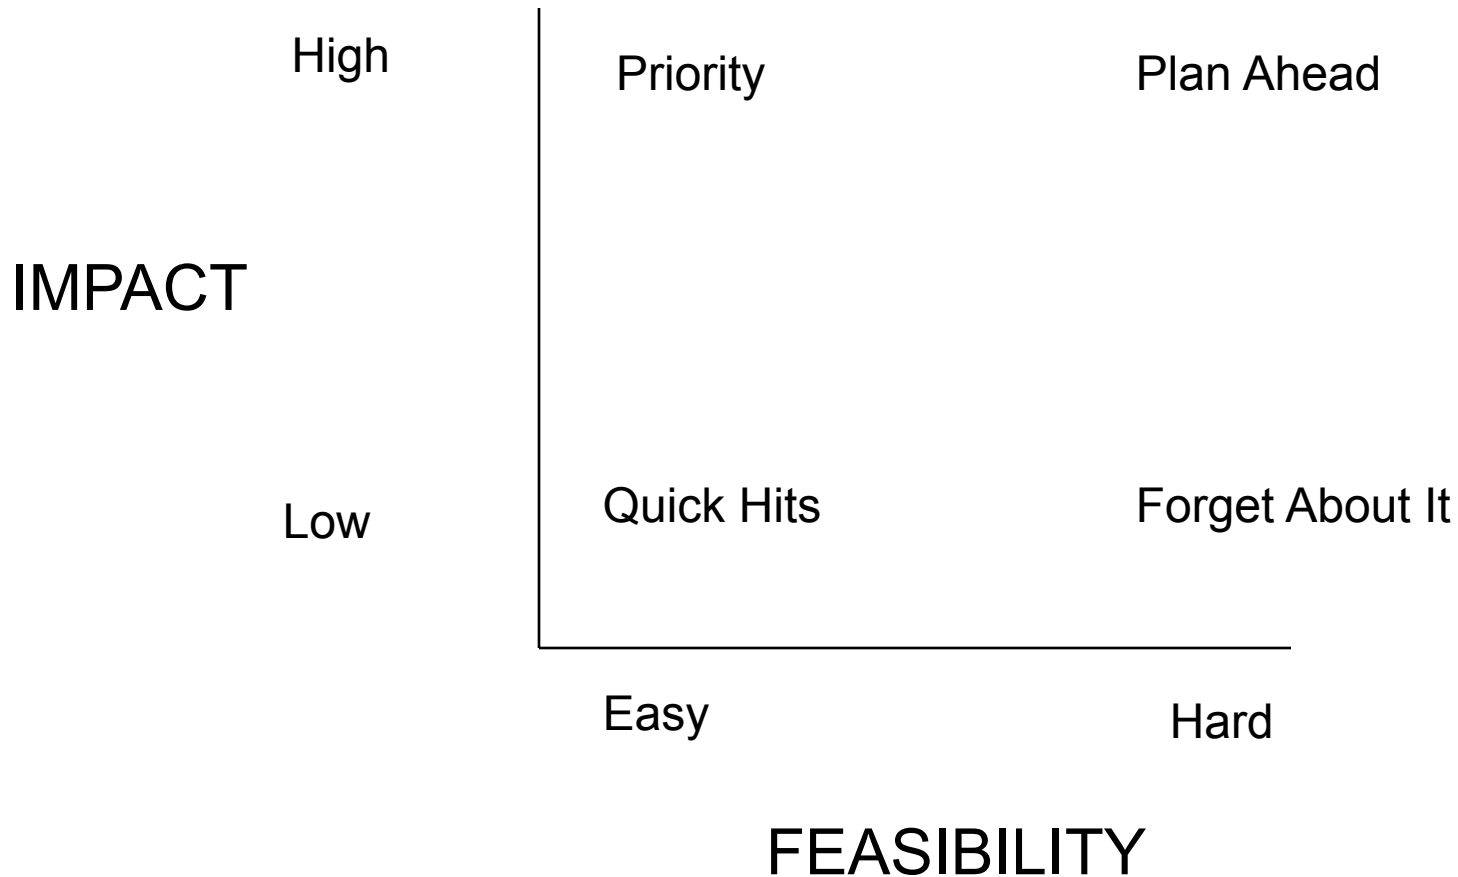 High
Priority
Plan Ahead
IMPACT
Low
Quick Hits
Forget About It
Easy
Hard
FEASIBILITY